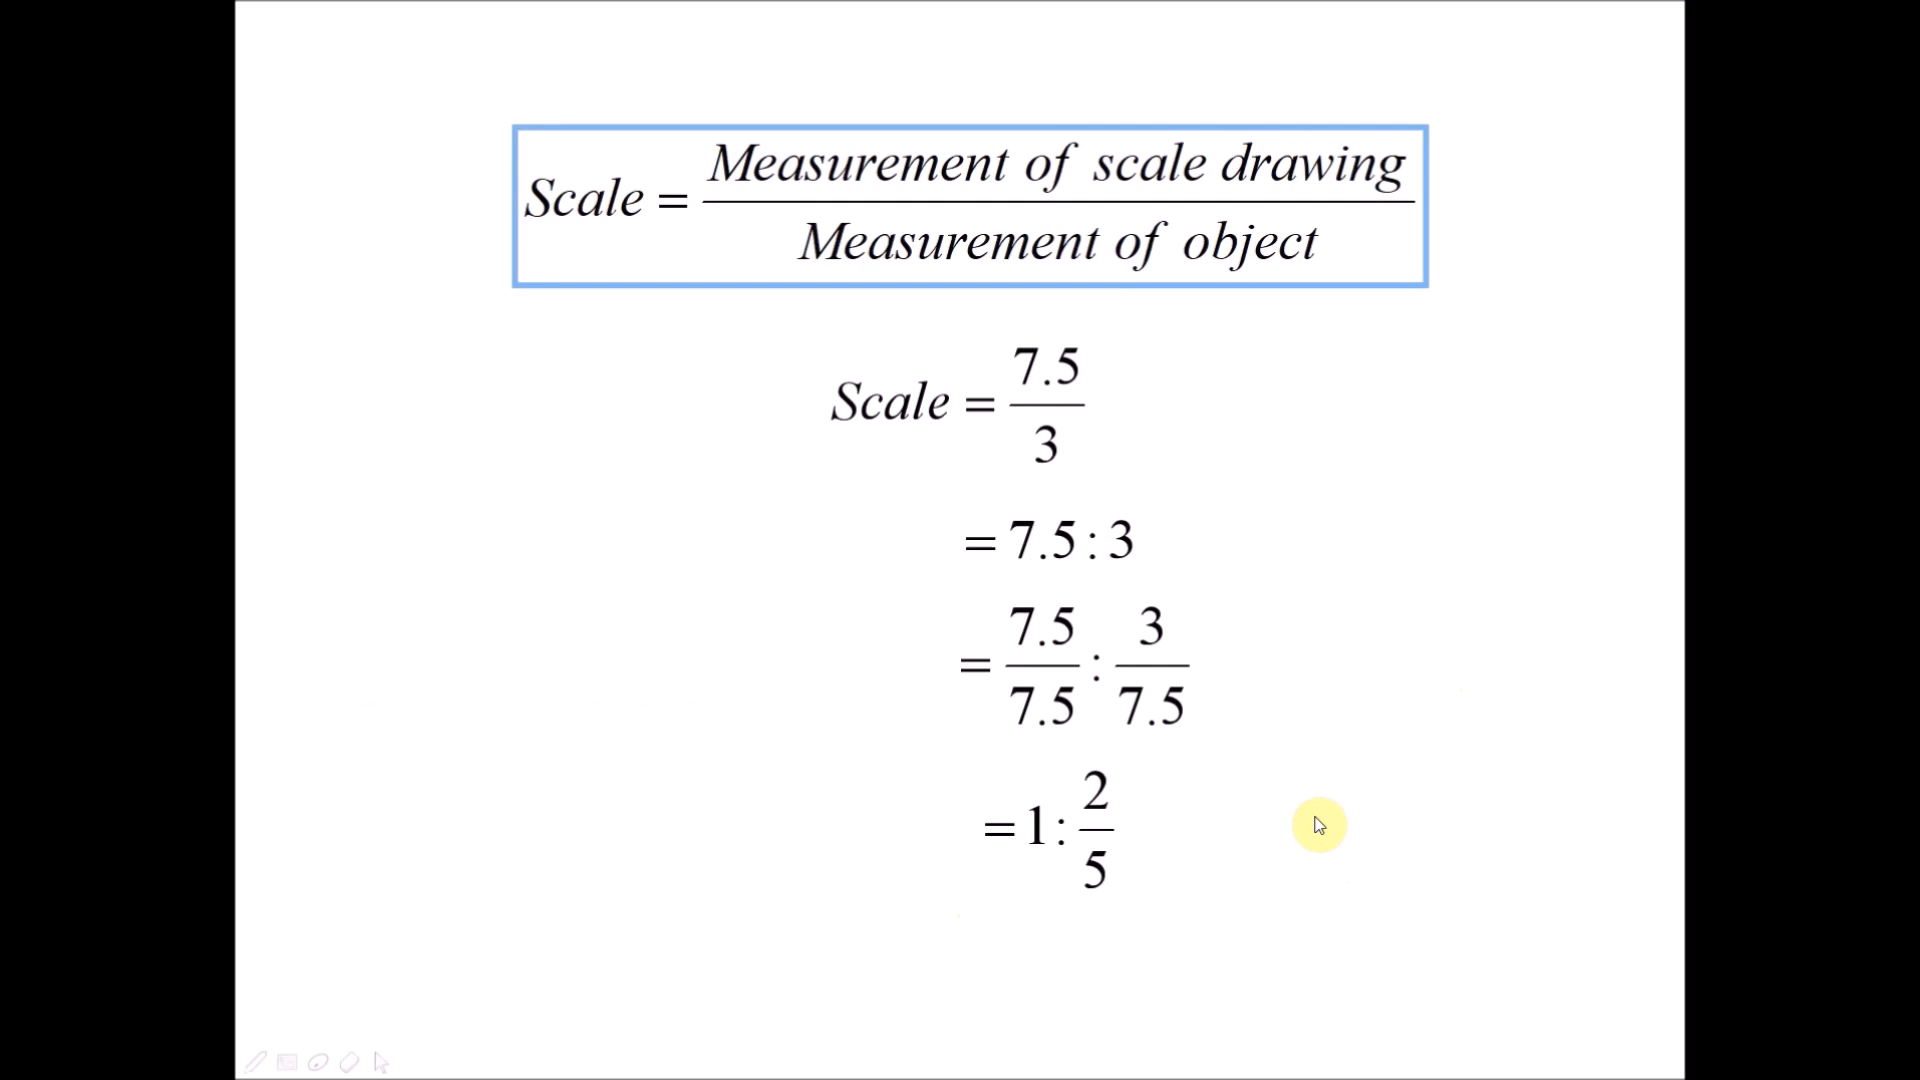 Scale = Measurement of scale drawing / Measurement of object
Scale = 7.5 / 3
= 7.5 : 3
= 7.5 / 7.5 : 3 / 7.5
= 1 : 2 / 5